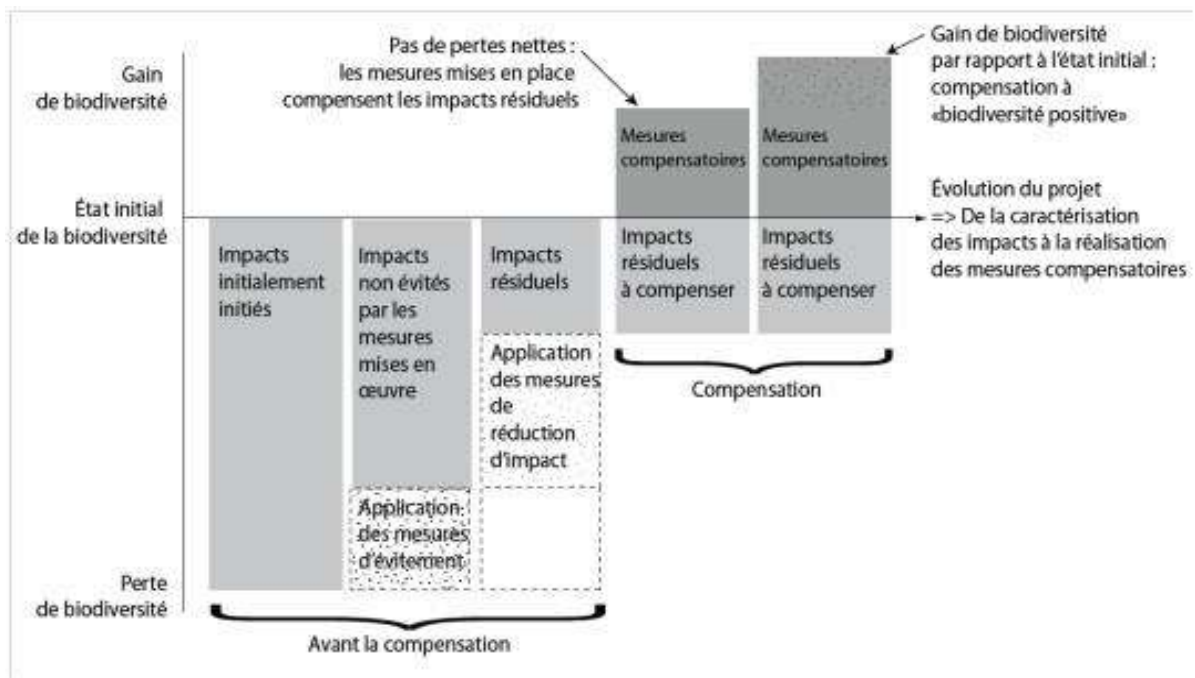 Gain
de biodiversité
Pas de pertes nettes :
les mesures mises en place
compensent les impacts résiduels
Gain de biodiversité
par rapport à l'état initial :
compensation à
«biodiversité positive»
Mesures
compensatoires
Mesures
compensatoires
État initial
de la biodiversité
Évolution du projet
=> De la caractérisation
des impacts à la réalisation
des mesures compensatoires
Impacts
initialement
initiés
Impacts
non évités
par les
mesures
mises en
œuvre
Impacts
résiduels
Impacts
résiduels
à compenser
Impacts
résiduels
à compenser
Application
des mesures
de
réduction
d'impact
Compensation
Application
des mesures
d'évitement
Perte
de biodiversité
Avant la compensation